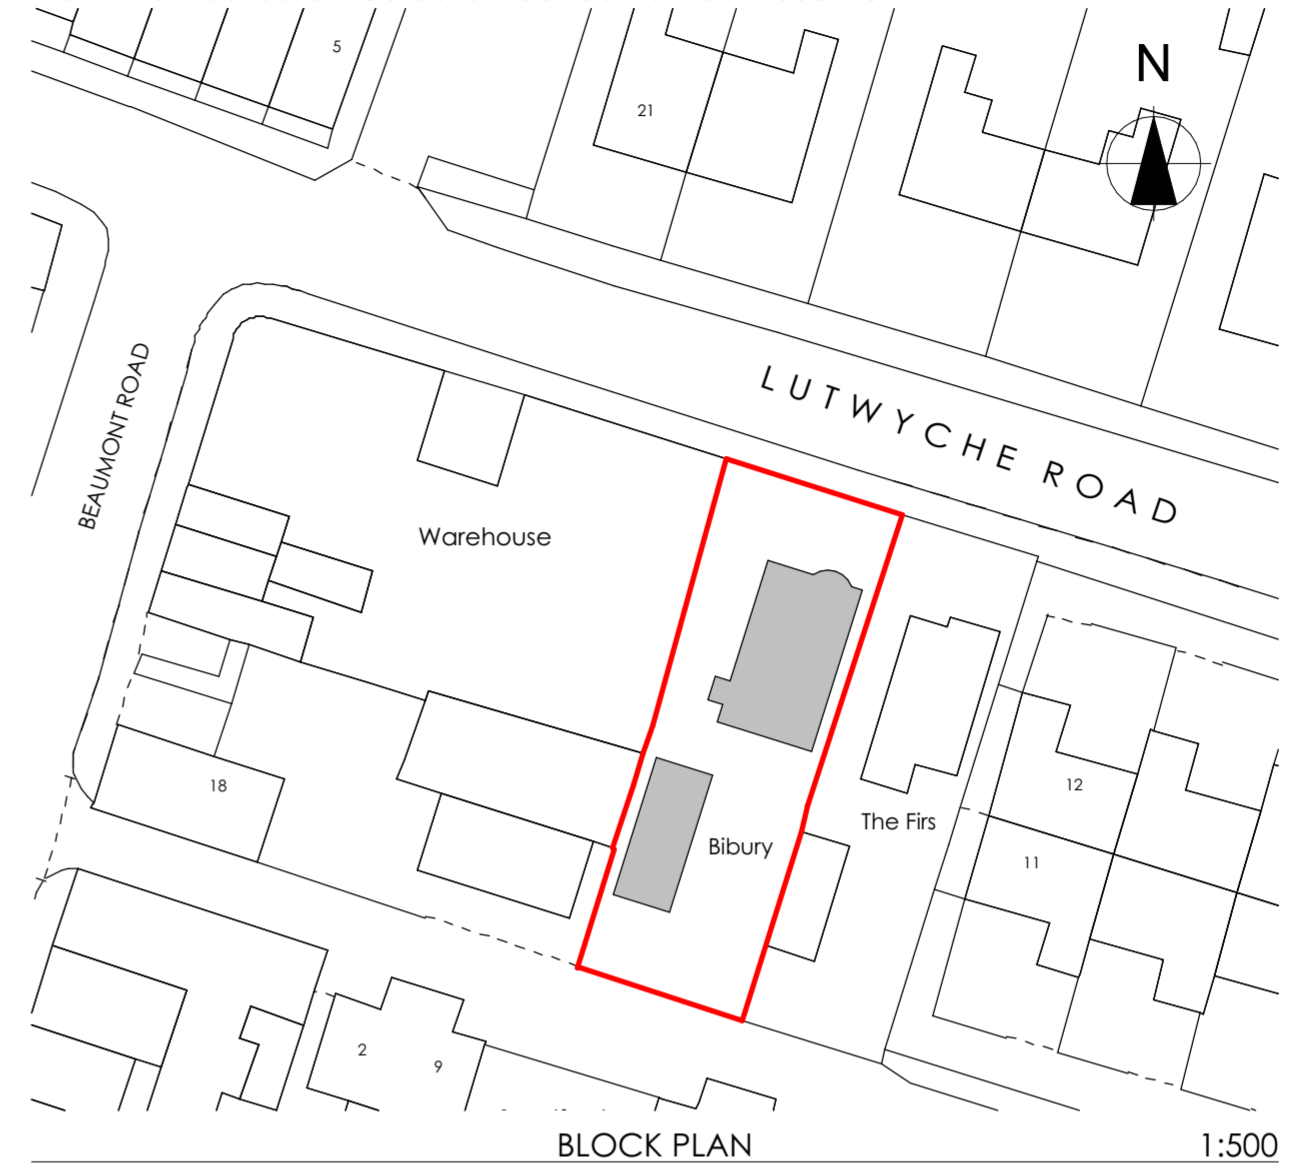 5
21
N
LUTWYCHE ROAD
BEAUMONT ROAD
Warehouse
18
Bibury
The Firs
12
11
2
9
BLOCK PLAN
1:500